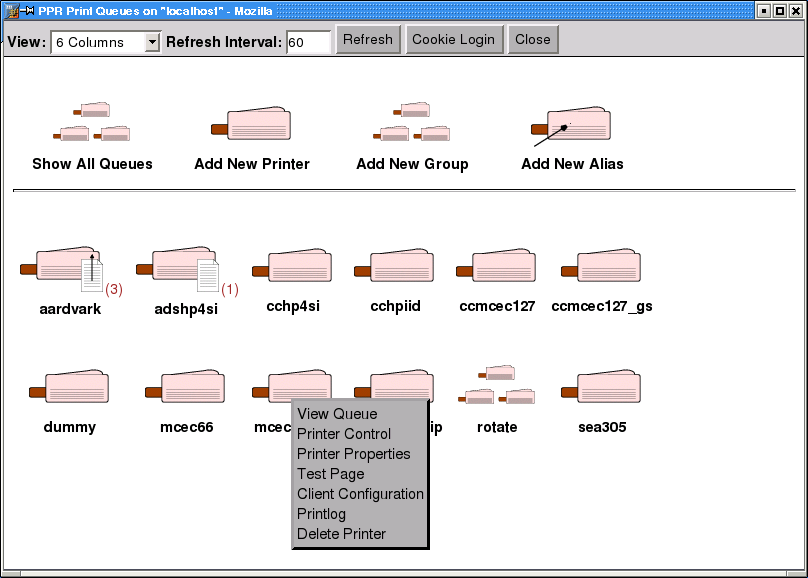 PPR Print Queues on "localhost" - Mozilla
View: 6 Columns Refresh Interval: 60 Refresh Cookie Login Close
Show All Queues Add New Printer Add New Group Add New Alias
(3) (1)
aardvark adshp4si cchp4si cchpiid ccmcec127 ccmcec127_gs
dummy mcec66 mcec ip rotate sea305
View Queue
Printer Control
Printer Properties
Test Page
Client Configuration
Printlog
Delete Printer